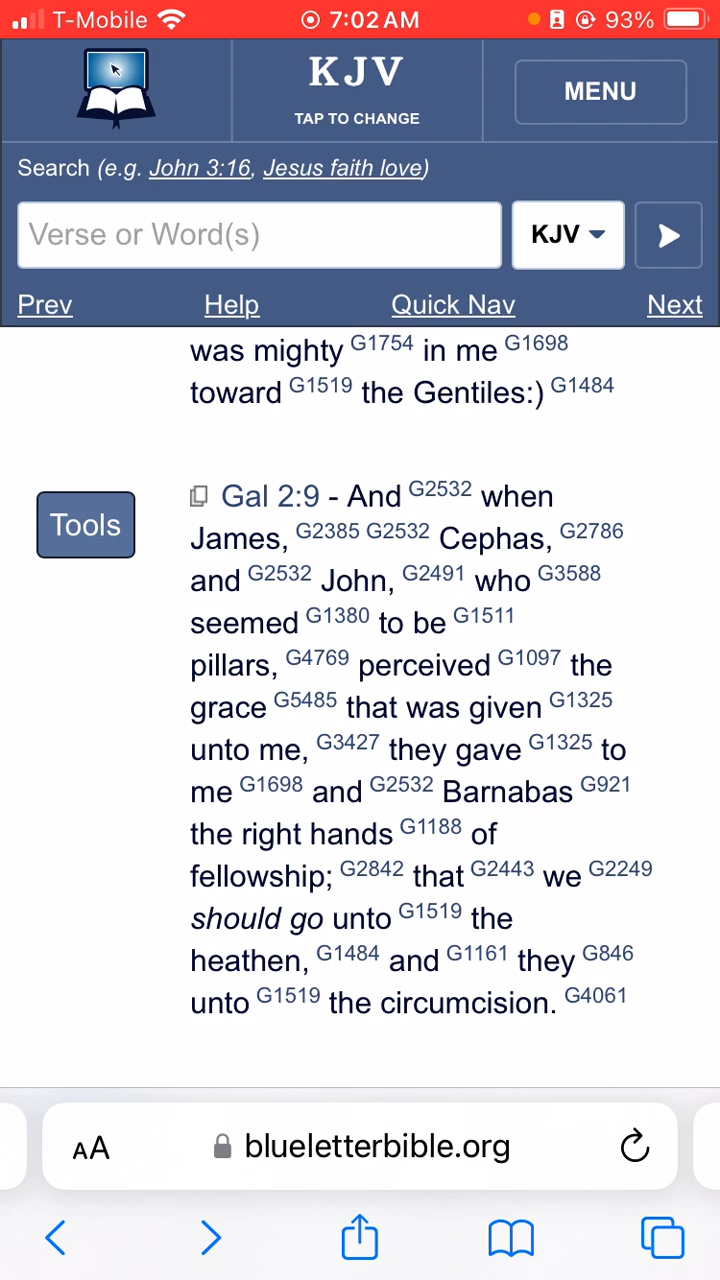 T-Mobile 7:02 AM 93%
KJV
TAP TO CHANGE
MENU
Search (e.g. John 3:16, Jesus faith love)
Verse or Word(s) KJV
Prev Help Quick Nav Next
was mighty G1754 in me G1698
toward G1519 the Gentiles:) G1484
Tools
Gal 2:9 - And G2532 when
James, G2385 G2532 Cephas, G2786
and G2532 John, G2491 who G3588
seemed G1380 to be G1511
pillars, G4769 perceived G1097 the
grace G5485 that was given G1325
unto me, G3427 they gave G1325 to
me G1698 and G2532 Barnabas G921
the right hands G1188 of
fellowship; G2842 that G2443 we G2249
should go unto G1519 the
heathen, G1484 and G1161 they G846
unto G1519 the circumcision. G4061
AA blueletterbible.org